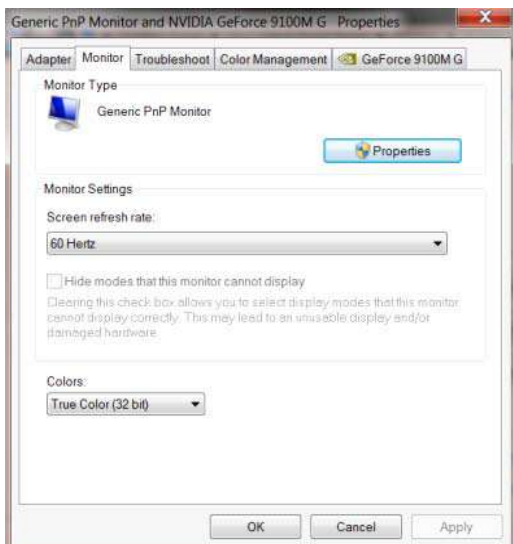 Generic PnP Monitor and NVIDIA GeForce 9100M G Properties
X
Adapter Monitor Troubleshoot Color Management GeForce 9100M G
Monitor Type
Generic PnP Monitor
Properties
Monitor Settings
Screen refresh rate:
60 Hertz
Hide modes that this monitor cannot display
Clearing this check box allows you to select display modes that this monitor
cannot display correctly. This may lead to an unusable display and/or
damaged hardware.
Colors:
True Color (32 bit)
OK Cancel Apply